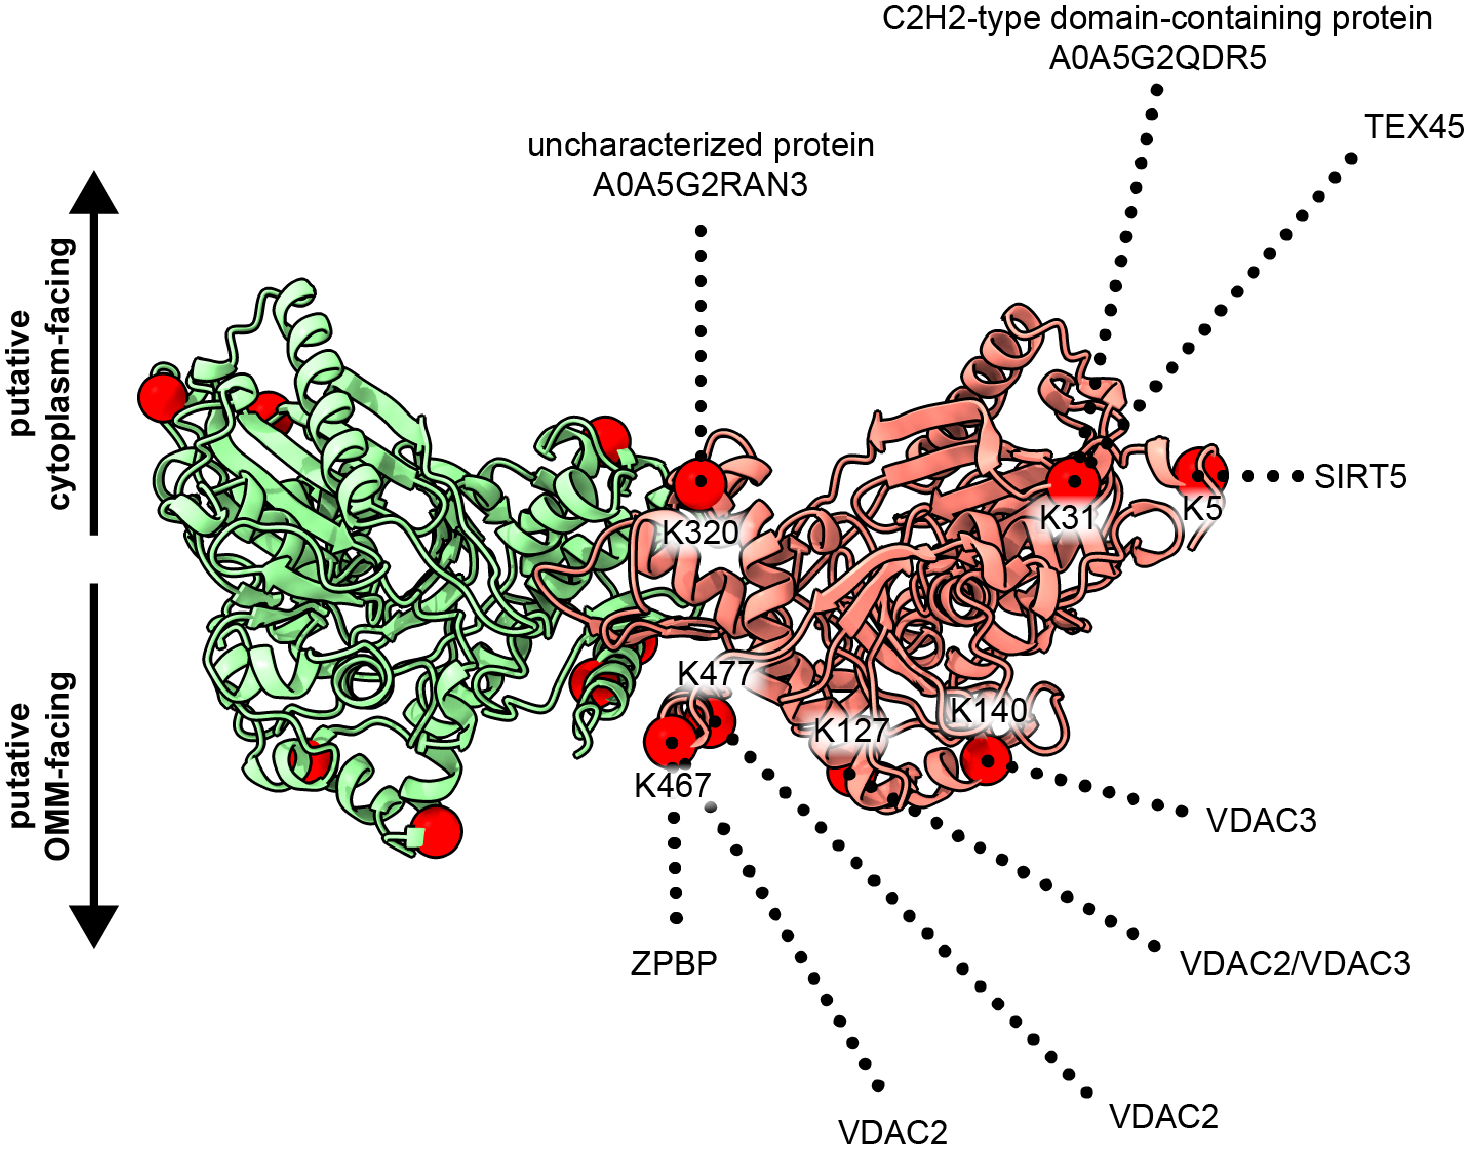 C2H2-type domain-containing protein
A0A5G2QDR5
TEX45
uncharacterized protein
A0A5G2RAN3
putative
cytoplasm-facing
SIRT5
K5
K31
K320
putative
OMM-facing
K477
K140
K127
K467
VDAC3
ZPBP
VDAC2/VDAC3
VDAC2
VDAC2